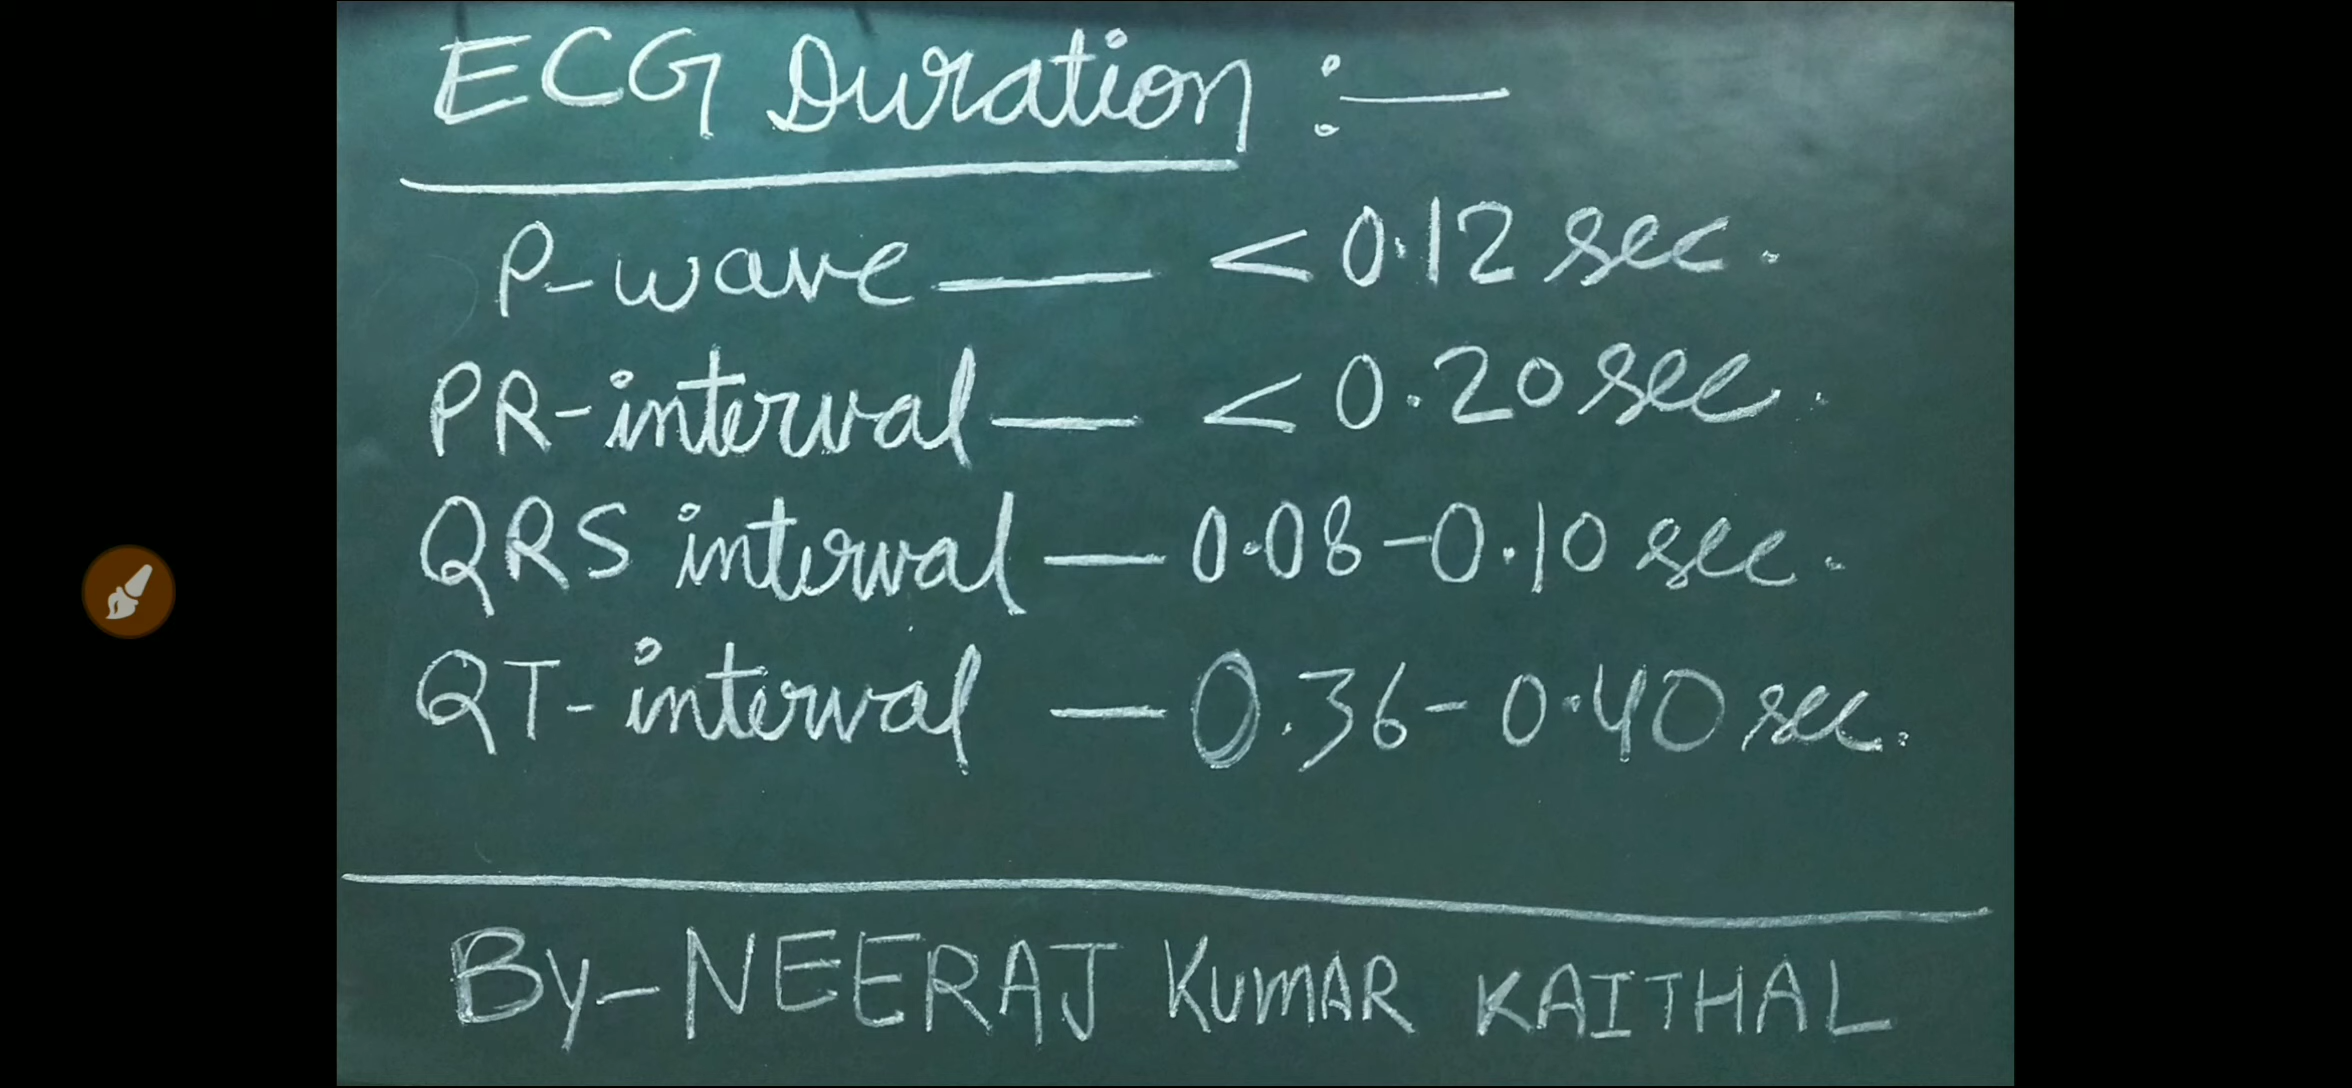 ECG Duration :—
P-wave — < 0.12 sec.
PR-interval — < 0.20 sec.
QRS interval — 0.08-0.10 sec.
QT-interval — 0.36-0.40 sec.
By-NEERAJ KUMAR KAITHAL